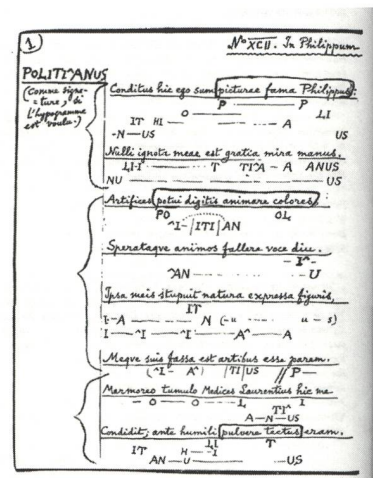 1
No XCII. In Philippum
POLITIANUS
(Comme signa-
ture, si
l'hypogramme
est voulu.)
Conditus hic ego sum picturae fama Philippus:
P P
O LI
IT HI A
-N-US US
Nulli ignota meae est gratia mira manus.
LI-I T TI^A - A ANUS
NU US
Artifices potui digitis animare colores
PO OL
^I-|ITI|AN
Sperataque animos fallere voce diu.
-I^-
^AN U
Ipsa meis stupuit natura expressa figuris,
IT
I-A N (-u u-s)
I ^I ^I A^ A
Meque suis fassa est artibus esse parem.
(^I- A^) |TI|US // P-
Marmoreo tumulo Medices Laurentius hic me
O O L I
TI^
A-N-US
Condidit; ante humili pulvere tectus eram.
LI T
IT H -I
AN U US